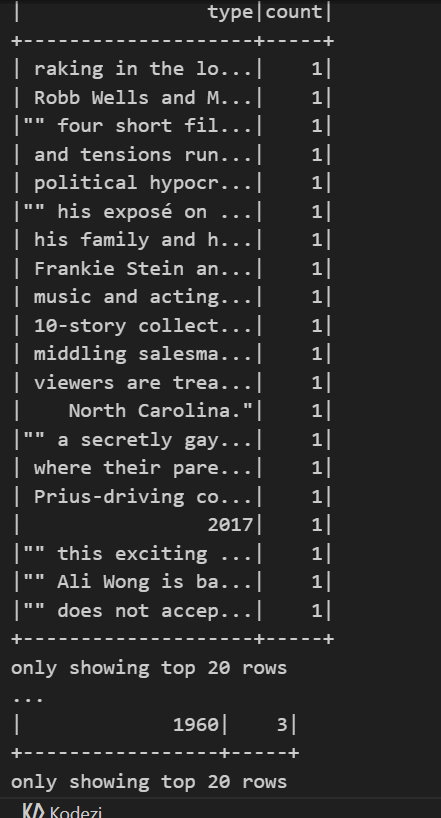 |                type|count|
+--------------------+-----+
| raking in the lo...|    1|
| Robb Wells and M...|    1|
|"" four short fil...|    1|
| and tensions run...|    1|
| political hypocr...|    1|
|"" his exposé on ...|    1|
| his family and h...|    1|
| Frankie Stein an...|    1|
| music and acting...|    1|
| 10-story collect...|    1|
| middling salesma...|    1|
| viewers are trea...|    1|
|    North Carolina."|    1|
|"" a secretly gay...|    1|
| where their pare...|    1|
| Prius-driving co...|    1|
|                2017|    1|
|"" this exciting ...|    1|
|"" Ali Wong is ba...|    1|
|"" does not accep...|    1|
+--------------------+-----+
only showing top 20 rows
...
|             1960|    3|
+-----------------+-----+
only showing top 20 rows
Kodezi